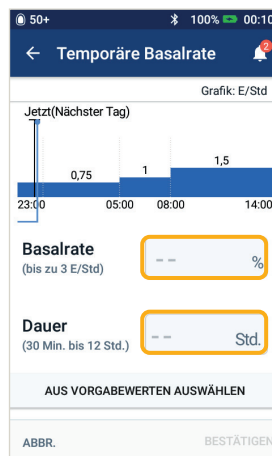 50+ 100% 00:10
Temporäre Basalrate 2
Grafik: E/Std
Jetzt(Nächster Tag)
0,75 1 1,5
23:00 05:00 08:00 14:00
Basalrate
(bis zu 3 E/Std)
-- %
Dauer
(30 Min. bis 12 Std.)
-- Std.
AUS VORGABEWERTEN AUSWÄHLEN
ABBR. BESTÄTIGEN